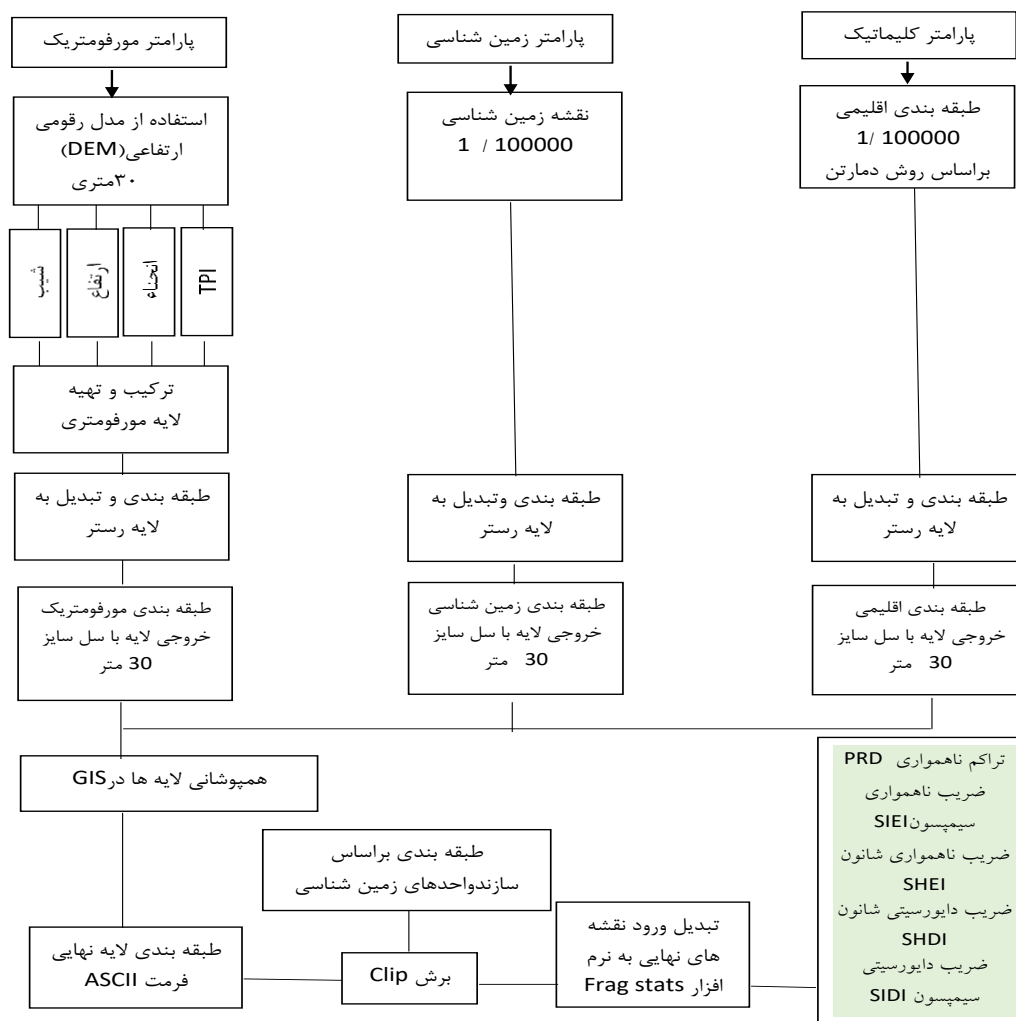 پارامتر کلیماتیک
پارامتر زمین شناسی
پارامتر مورفومتریک
طبقه بندی اقلیمی
1/ 100000
براساس روش دمارتن
نقشه زمین شناسی
1 / 100000
استفاده از مدل رقومی
ارتفاعی(DEM)
۳۰متری
TPI
انحناء
ارتفاع
شیب
ترکیب و تهیه
لایه مورفومتری
طبقه بندی و تبدیل به
لایه رستر
طبقه بندی وتبدیل به
لایه رستر
طبقه بندی و تبدیل به
لایه رستر
طبقه بندی اقلیمی
خروجی لایه با سل سایز
30 متر
طبقه بندی زمین شناسی
خروجی لایه با سل سایز
30 متر
طبقه بندی مورفومتریک
خروجی لایه با سل سایز
30 متر
همپوشانی لایه ها درGIS
طبقه بندی براساس
سازندواحدهای زمین شناسی
طبقه بندی لایه نهایی
فرمت ASCII
برش Clip
تبدیل ورود نقشه
های نهایی به نرم
افزار Frag stats
تراکم ناهمواری PRD
ضریب ناهمواری
سیمپسونSIEI
ضریب ناهمواری شانون
SHEI
ضریب دایورسیتی شانون
SHDI
ضریب دایورسیتی
سیمپسون SIDI